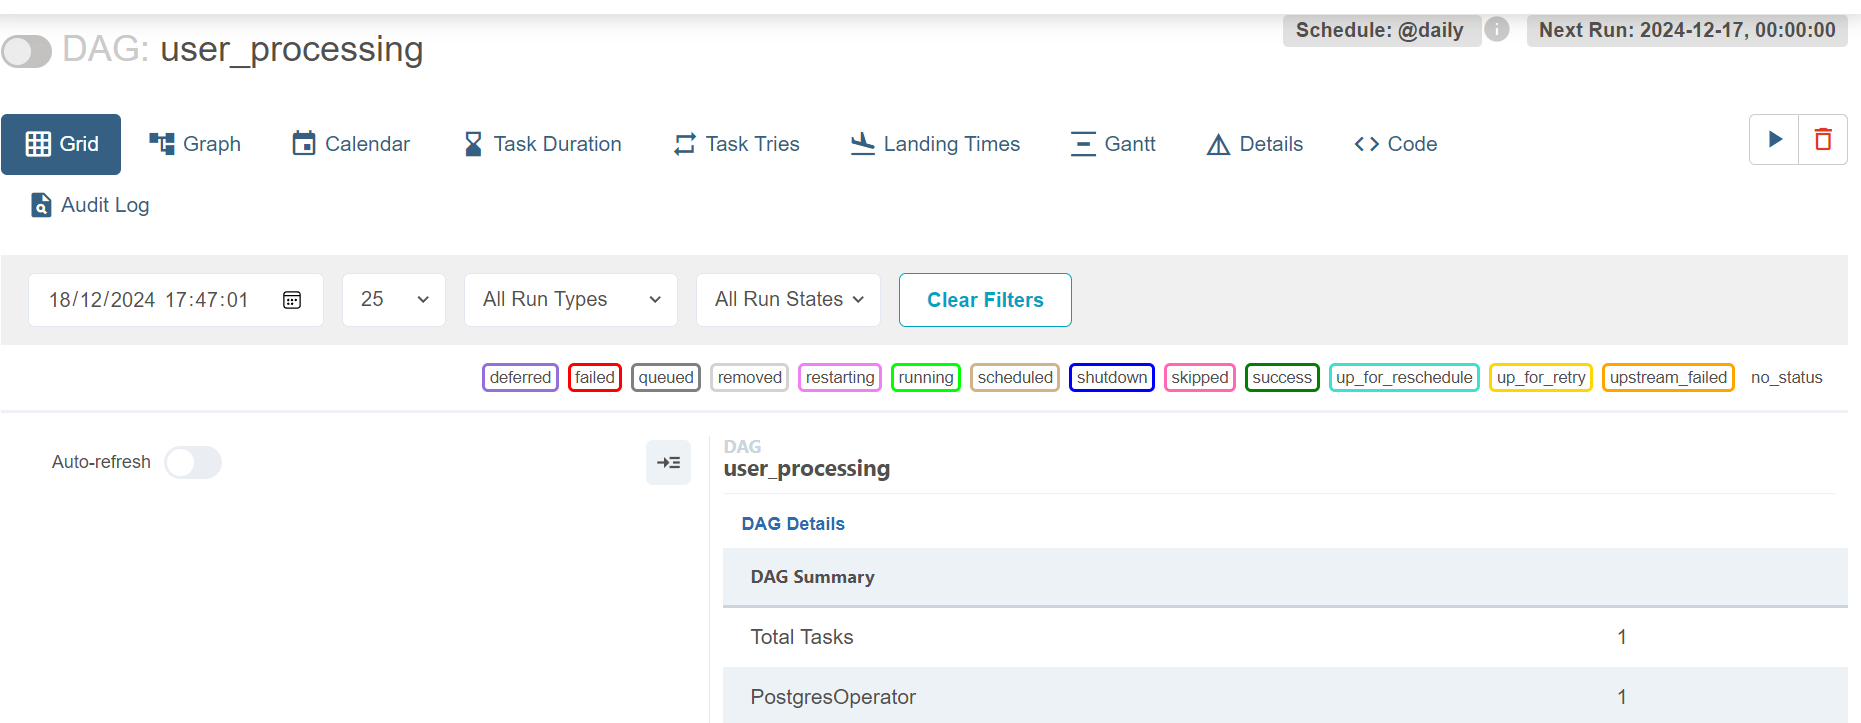 Schedule: @daily
Next Run: 2024-12-17, 00:00:00
DAG: user_processing
Grid
Graph
Calendar
Task Duration
Task Tries
Landing Times
Gantt
Details
Code
Audit Log
18/12/2024 17:47:01
25
All Run Types
All Run States
Clear Filters
deferred
failed
queued
removed
restarting
running
scheduled
shutdown
skipped
success
up_for_reschedule
up_for_retry
upstream_failed
no_status
Auto-refresh
DAG
user_processing
DAG Details
DAG Summary
Total Tasks 1
PostgresOperator 1